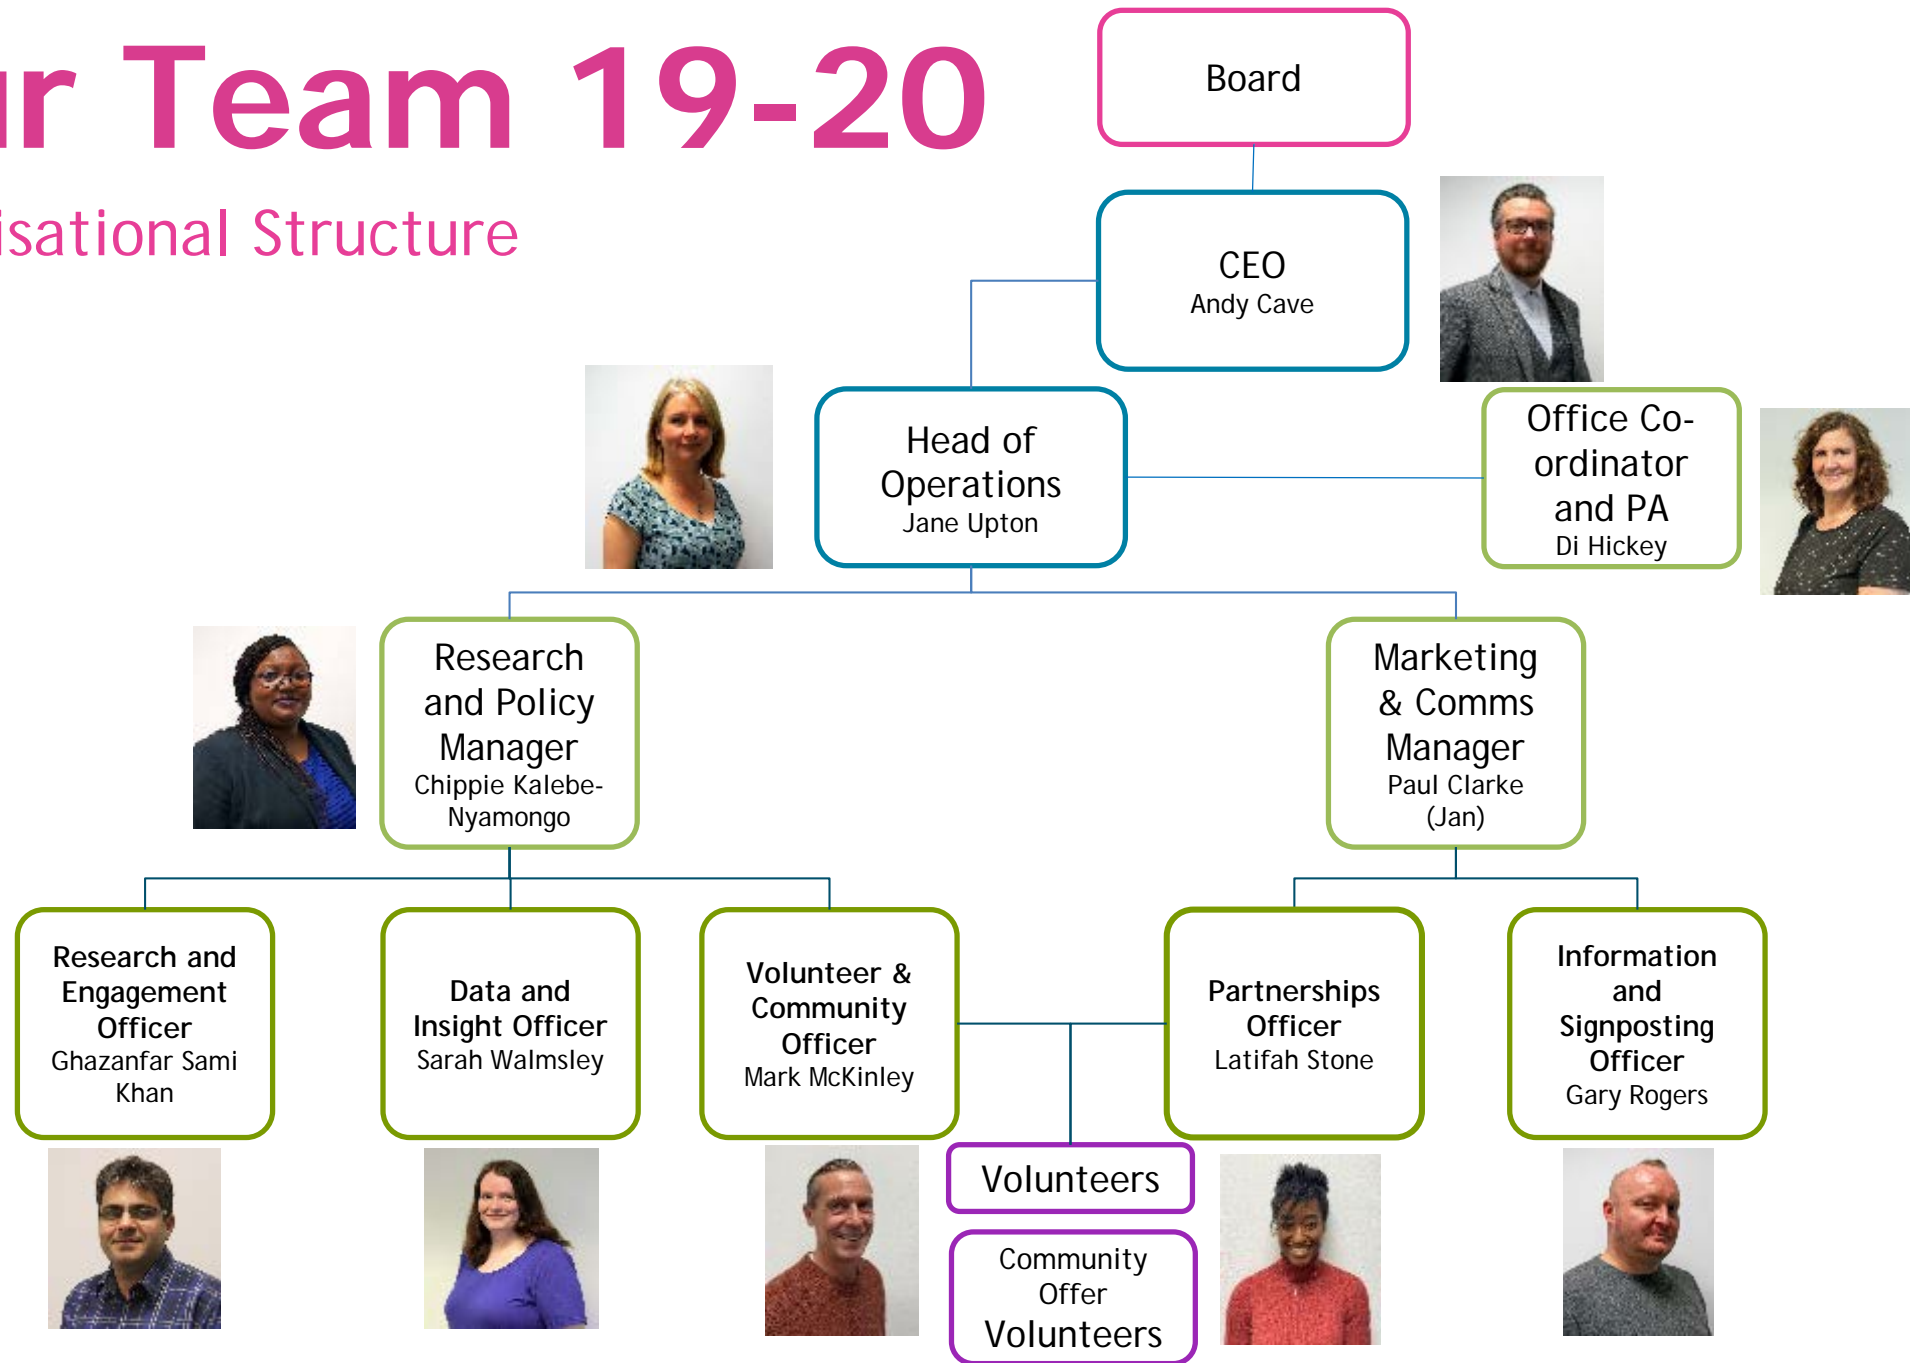 ur Team 19-20
isational Structure
Board
CEO
Andy Cave
Head of
Operations
Jane Upton
Office Co-
ordinator
and PA
Di Hickey
Research
and Policy
Manager
Chippie Kalebe-
Nyamongo
Marketing
& Comms
Manager
Paul Clarke
(Jan)
Research and
Engagement
Officer
Ghazanfar Sami
Khan
Data and
Insight Officer
Sarah Walmsley
Volunteer &
Community
Officer
Mark McKinley
Partnerships
Officer
Latifah Stone
Information
and
Signposting
Officer
Gary Rogers
Volunteers
Community
Offer
Volunteers